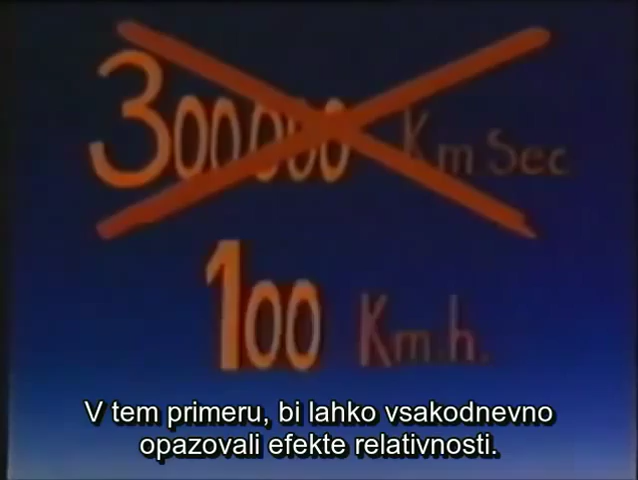 300000 Km.Sec.
100 Km.h.
V tem primeru, bi lahko vsakodnevno
opazovali efekte relativnosti.